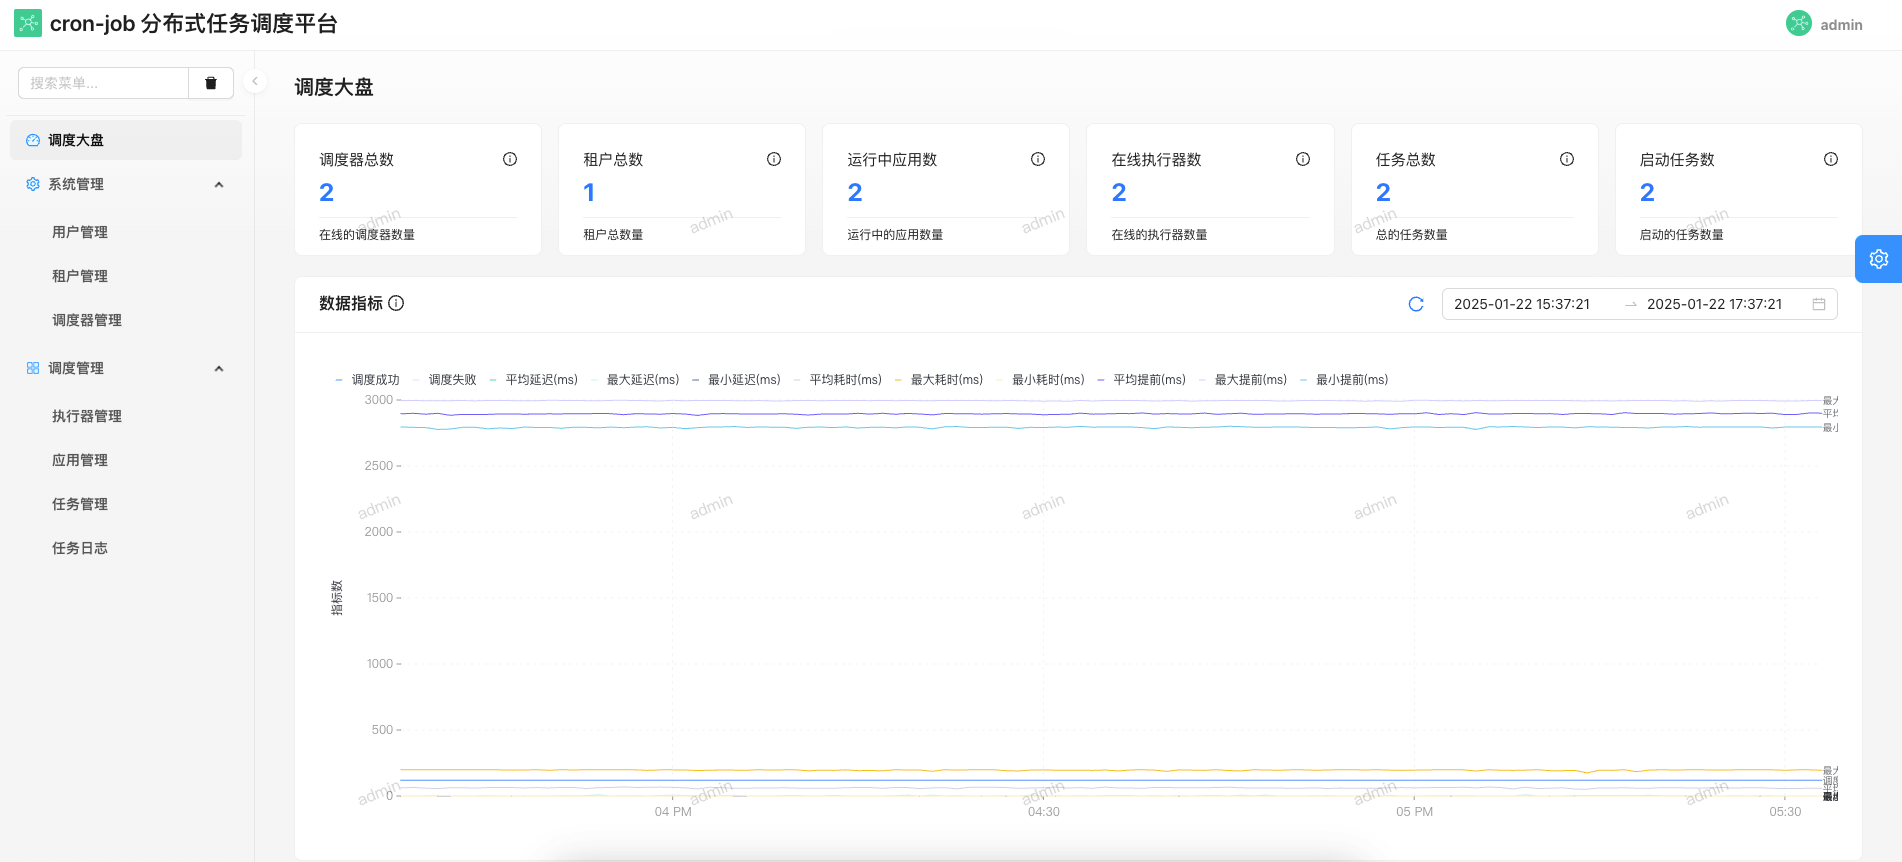 cron-job 分布式任务调度平台
admin
搜索菜单...
调度大盘
系统管理
用户管理
租户管理
调度器管理
调度管理
执行器管理
应用管理
任务管理
任务日志
调度大盘
调度器总数
2
在线的调度器数量
租户总数
1
租户总数量
运行中应用数
2
运行中的应用数量
在线执行器数
2
在线的执行器数量
任务总数
2
总的任务数量
启动任务数
2
启动的任务数量
admin admin admin admin admin
数据指标
2025-01-22 15:37:21 → 2025-01-22 17:37:21
调度成功 调度失败 平均延迟(ms) 最大延迟(ms) 最小延迟(ms) 平均耗时(ms) 最大耗时(ms) 最小耗时(ms) 平均提前(ms) 最大提前(ms) 最小提前(ms)
3000
2500
2000
1500
1000
500
0
指标数
最大
平均
最小
admin admin admin admin admin
admin admin admin admin admin
最大
04 PM 04:30 05 PM 05:30